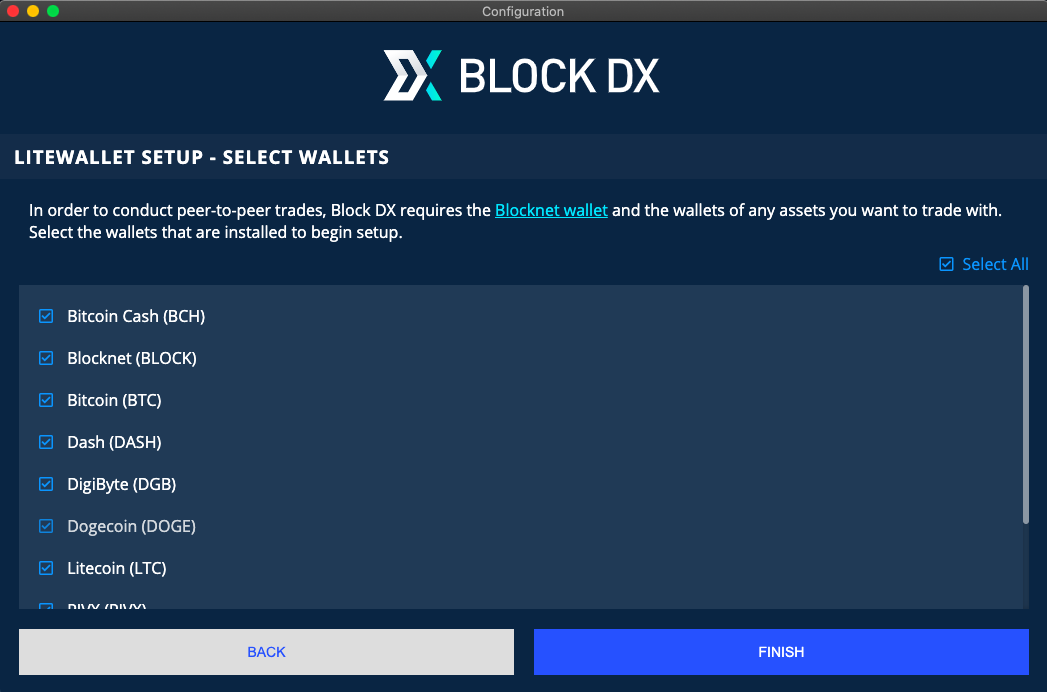 Configuration
BLOCK DX
LITEWALLET SETUP - SELECT WALLETS
In order to conduct peer-to-peer trades, Block DX requires the Blocknet wallet and the wallets of any assets you want to trade with.
Select the wallets that are installed to begin setup.
Select All
Bitcoin Cash (BCH)
Blocknet (BLOCK)
Bitcoin (BTC)
Dash (DASH)
DigiByte (DGB)
Dogecoin (DOGE)
Litecoin (LTC)
PIVX (PIVX)
BACK
FINISH